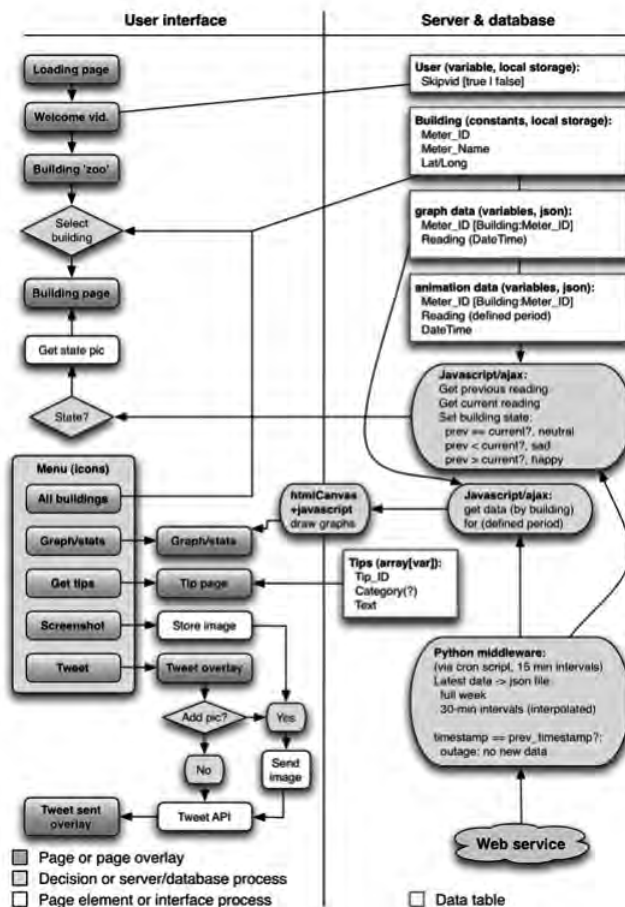 User interface
Server & database
Loading page
Welcome vid.
Building 'zoo'
Select
building
Building page
Get state pic
State?
Menu (icons)
All buildings
Graph/stats
Get tips
Screenshot
Tweet
Graph/stats
Tip page
Store image
Tweet overlay
Add pic?
Yes
No
Send
image
Tweet API
Tweet sent
overlay
User (variable, local storage):
Skipvid [true | false]
Building (constants, local storage):
Meter_ID
Meter_Name
Lat/Long
graph data (variables, json):
Meter_ID [Building:Meter_ID]
Reading (DateTime)
animation data (variables, json):
Meter_ID [Building:Meter_ID]
Reading (defined period)
DateTime
Javascript/ajax:
Get previous reading
Get current reading
Set building state:
prev == current?, neutral
prev < current?, sad
prev > current?, happy
htmlCanvas
+javascript
draw graphs
Javascript/ajax:
get data (by building)
for (defined period)
Tips (array[var]):
Tip_ID
Category(?)
Text
Python middleware:
(via cron script, 15 min intervals)
Latest data -> json file
full week
30-min intervals (interpolated)
timestamp == prev_timestamp?:
outage: no new data
Web service
Page or page overlay
Decision or server/database process
Page element or interface process
Data table